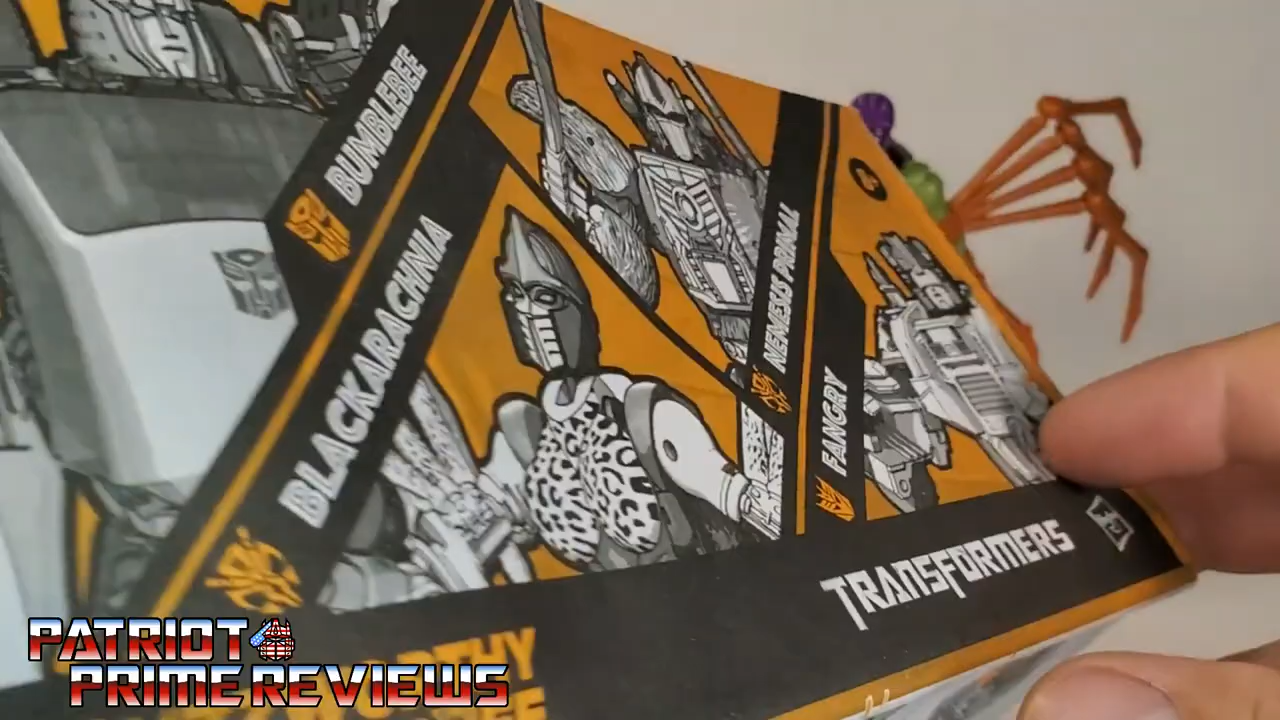 BUMBLEBEE
BLACKARACHNIA
NEMESIS PRIMAL
FANGRY
TRANSFORMERS
PATRIOT
PRIME REVIEWS